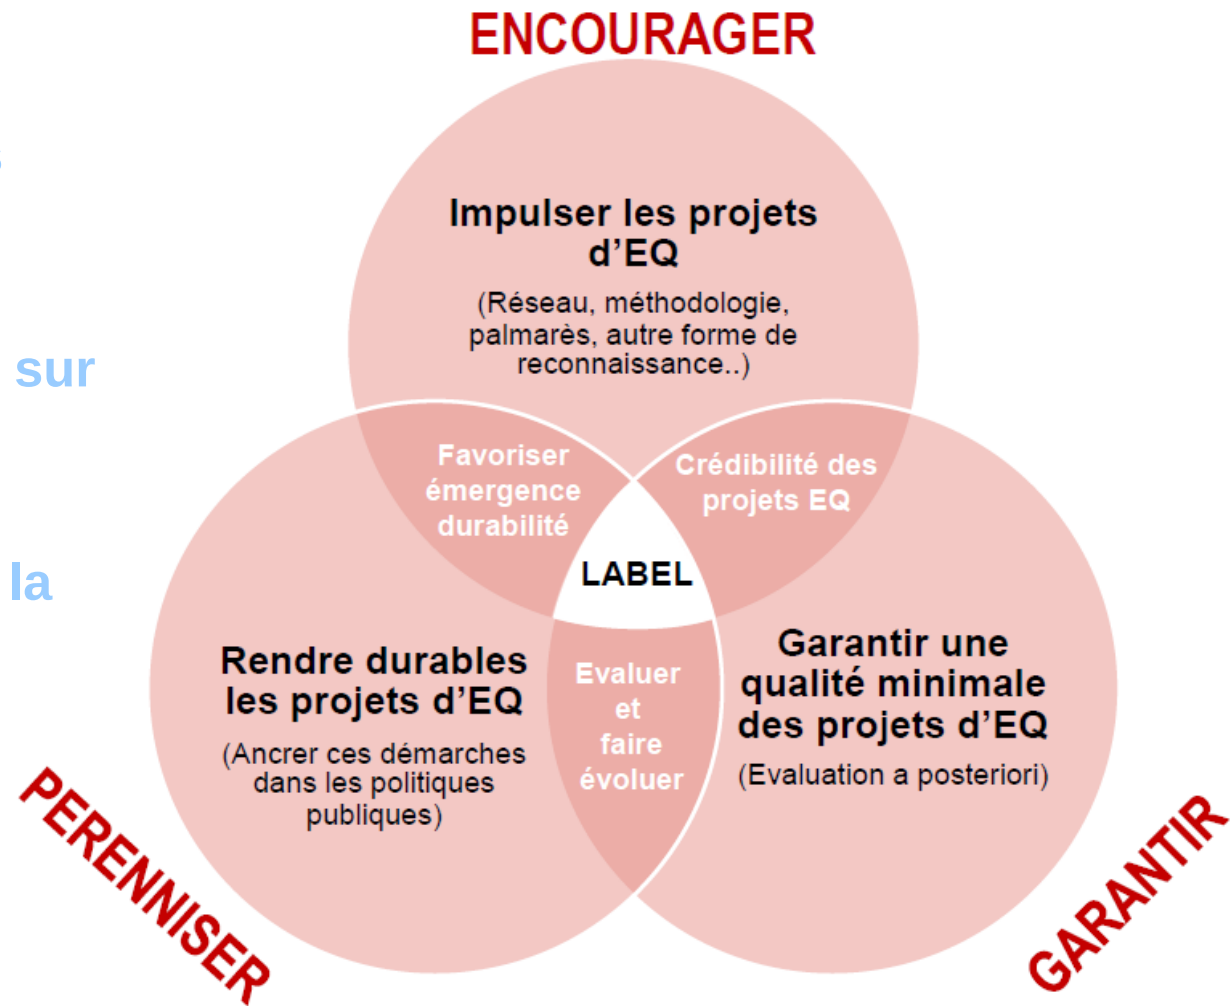 ENCOURAGER
Impulser les projets
d’EQ
(Réseau, méthodologie,
palmarès, autre forme de
reconnaissance..)
sur
Favoriser
émergence
durabilité
Crédibilité des
projets EQ
la
LABEL
Rendre durables
les projets d’EQ
(Ancrer ces démarches
dans les politiques
publiques)
Evaluer
et
faire
évoluer
Garantir une
qualité minimale
des projets d’EQ
(Evaluation a posteriori)
PERENNISER
GARANTIR